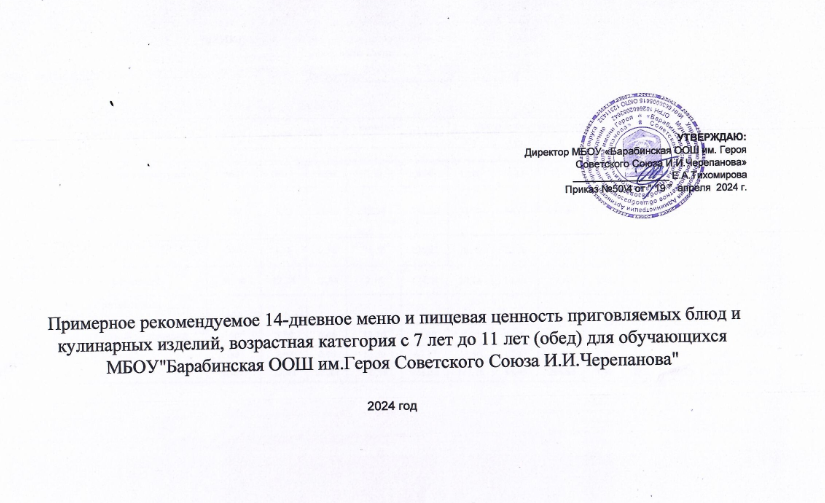 УТВЕРЖДАЮ:
Директор МБОУ «Барабинская ООШ им. Героя
Советского Союза И.И.Черепанова»
Е.А.Тихомирова
Приказ №50\4 от " 19 " апреля 2024 г.
Примерное рекомендуемое 14-дневное меню и пищевая ценность приговляемых блюд и
кулинарных изделий, возрастная категория с 7 лет до 11 лет (обед) для обучающихся
МБОУ"Барабинская ООШ им.Героя Советского Союза И.И.Черепанова"
2024 год